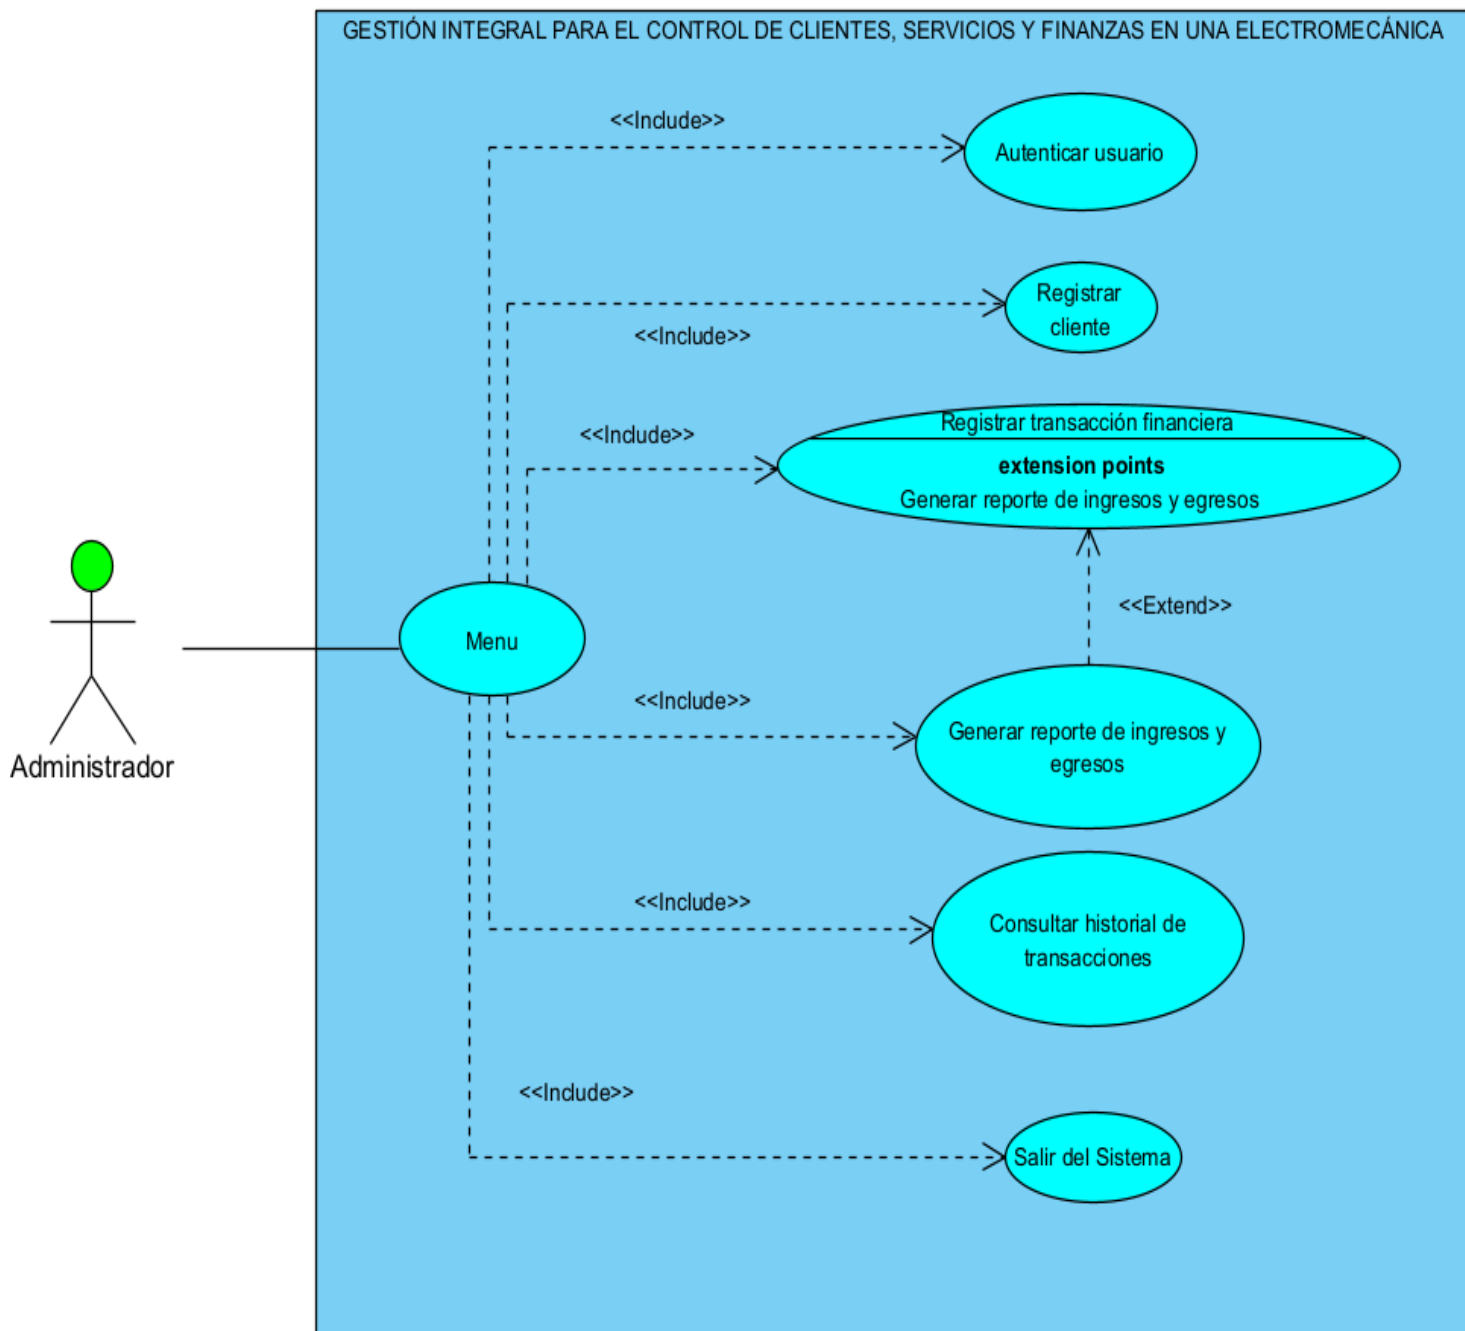 GESTIÓN INTEGRAL PARA EL CONTROL DE CLIENTES, SERVICIOS Y FINANZAS EN UNA ELECTROMECÁNICA
<<Include>>
Autenticar usuario
<<Include>>
Registrar
cliente
<<Include>>
Registrar transacción financiera
extension points
Generar reporte de ingresos y egresos
<<Extend>>
Menu
Administrador
<<Include>>
Generar reporte de ingresos y
egresos
<<Include>>
Consultar historial de
transacciones
<<Include>>
Salir del Sistema